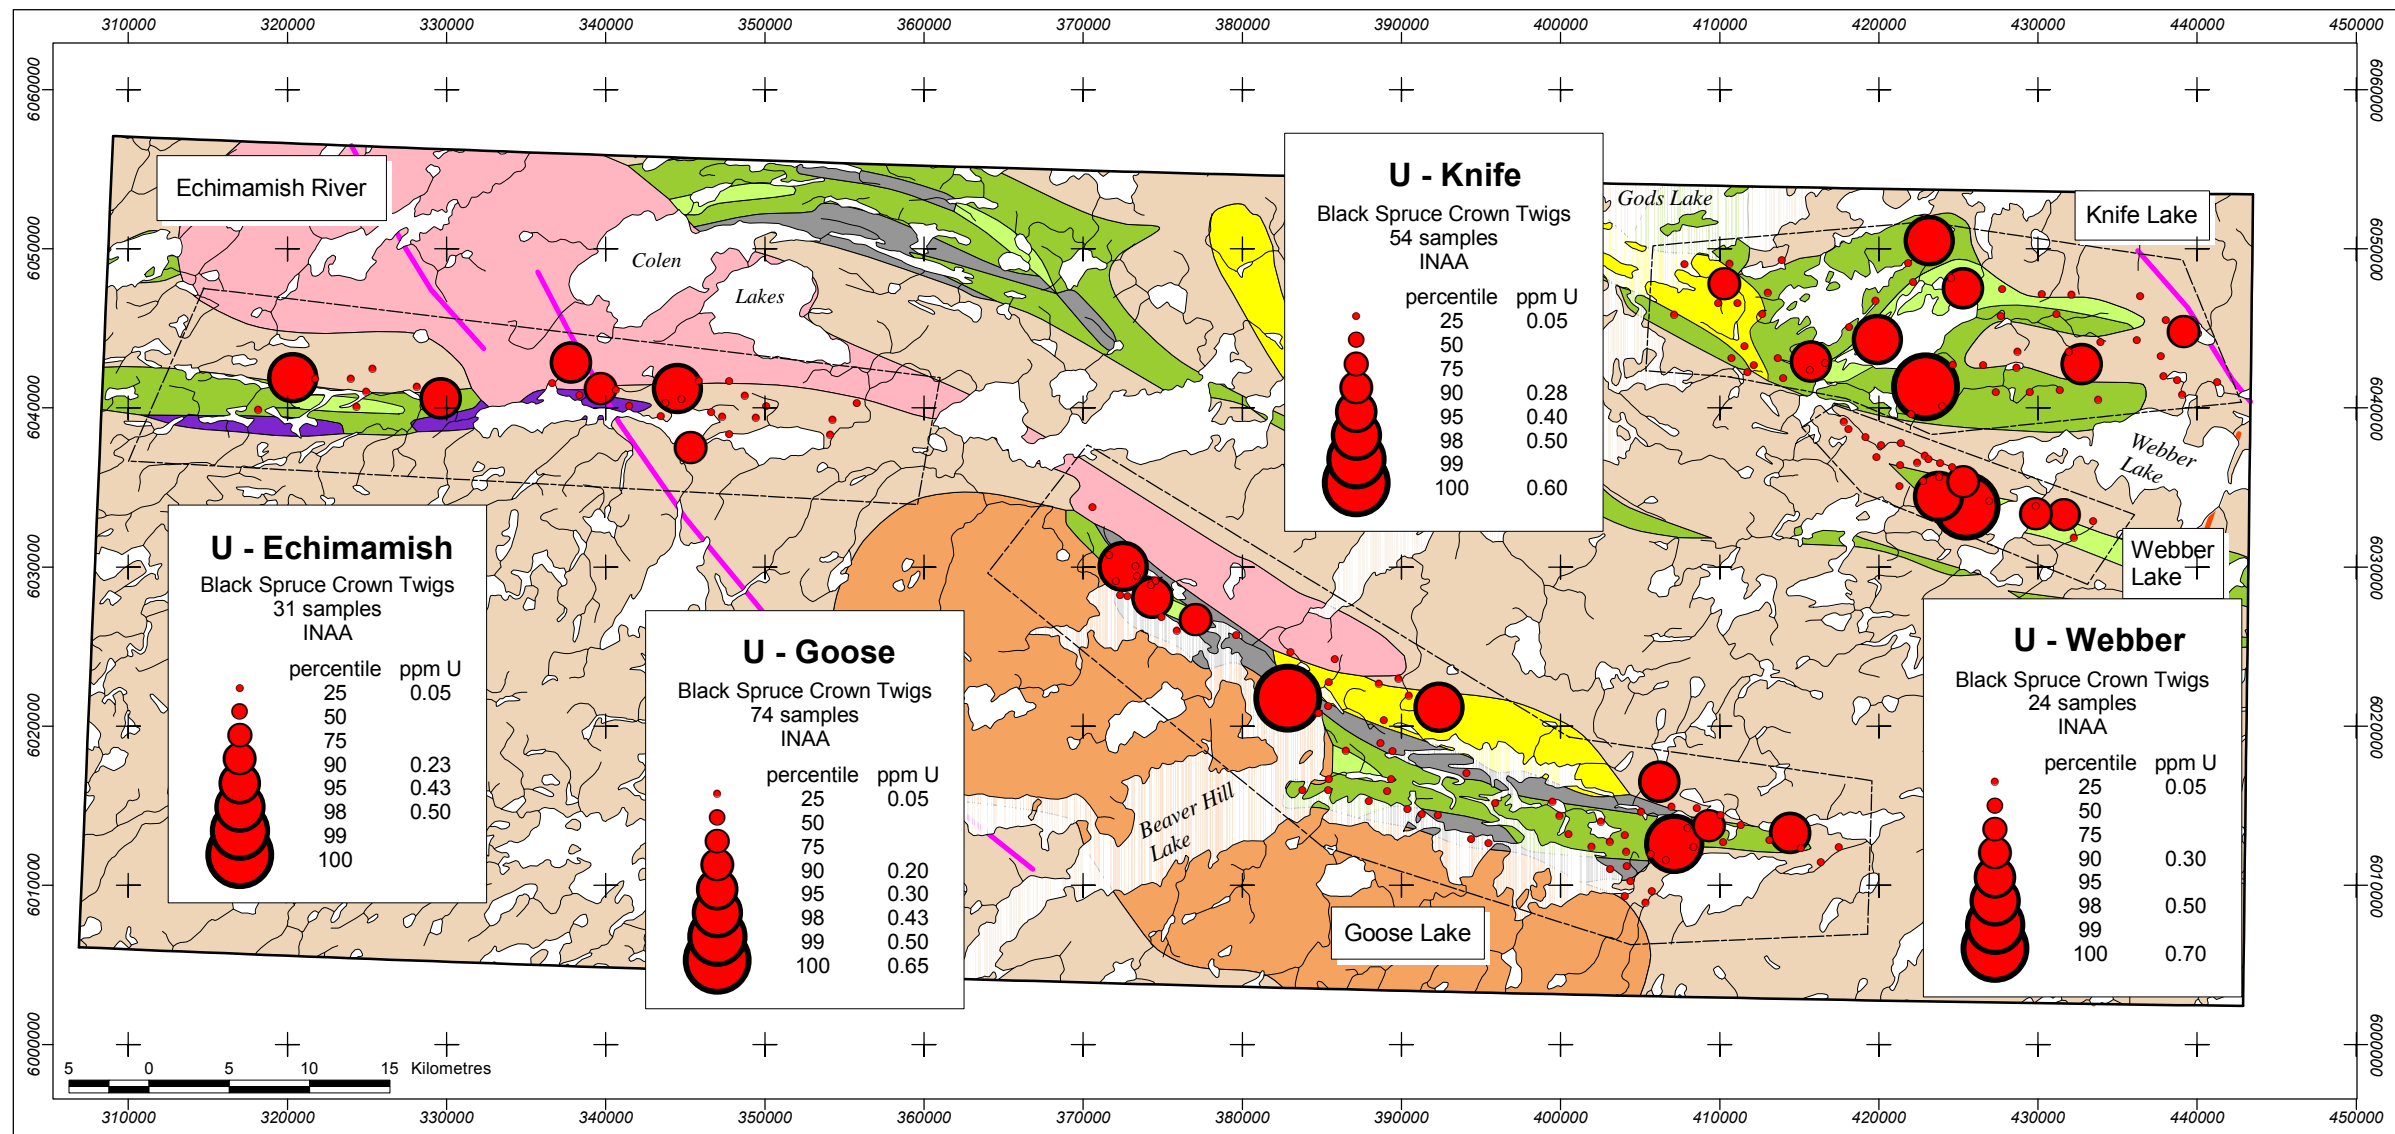 310000 320000 330000 340000 350000 360000 370000 380000 390000 400000 410000 420000 430000 440000 450000
6060000
6050000
6040000
6030000
6020000
6010000
6000000
6060000
6050000
6040000
6030000
6020000
6010000
6000000
Echimamish River
Colen
Lakes
Gods Lake
Knife Lake
Webber
Lake
Webber
Lake
Beaver Hill
Lake
Goose Lake
U - Knife
Black Spruce Crown Twigs
54 samples
INAA
percentile ppm U
25 0.05
50
75
90 0.28
95 0.40
98 0.50
99
100 0.60
U - Echimamish
Black Spruce Crown Twigs
31 samples
INAA
percentile ppm U
25 0.05
50
75
90 0.23
95 0.43
98 0.50
99
100
U - Goose
Black Spruce Crown Twigs
74 samples
INAA
percentile ppm U
25 0.05
50
75
90 0.20
95 0.30
98 0.43
99 0.50
100 0.65
U - Webber
Black Spruce Crown Twigs
24 samples
INAA
percentile ppm U
25 0.05
50
75
90 0.30
95
98 0.50
99
100 0.70
5 0 5 10 15 Kilometres
310000 320000 330000 340000 350000 360000 370000 380000 390000 400000 410000 420000 430000 440000 450000